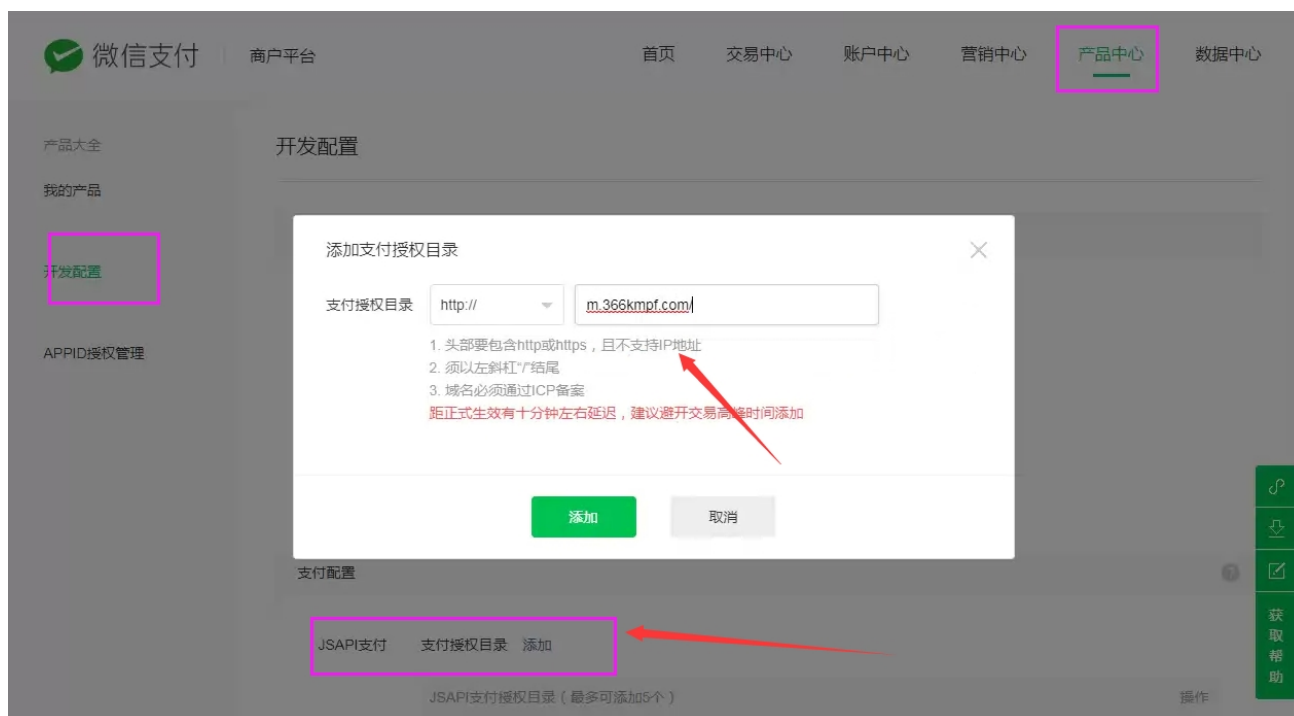 微信支付 商户平台 首页 交易中心 账户中心 营销中心 产品中心 数据中心
产品大全
开发配置
我的产品
开发配置
APPID授权管理
添加支付授权目录
支付授权目录 http:// m.366kmpf.com/
1. 头部要包含http或https，且不支持IP地址
2. 须以左斜杠“/”结尾
3. 域名必须通过ICP备案
距正式生效有十分钟左右延迟，建议避开交易高峰时间添加
添加 取消
支付配置
JSAPI支付 支付授权目录 添加
JSAPI支付授权目录（最多可添加5个） 操作
获
取
帮
助